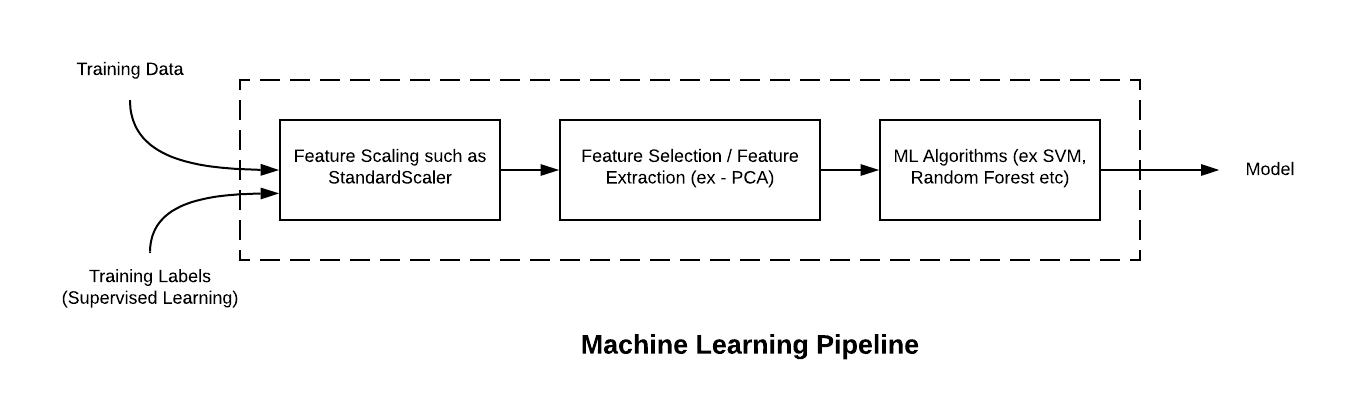 Training Data
Feature Scaling such as
StandardScaler
Feature Selection / Feature
Extraction (ex - PCA)
ML Algorithms (ex SVM,
Random Forest etc)
Model
Training Labels
(Supervised Learning)
Machine Learning Pipeline